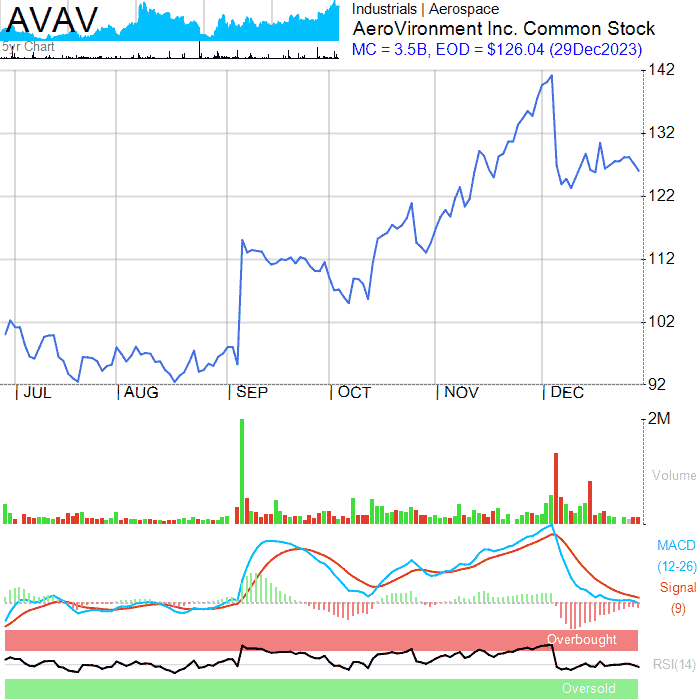 AVAV
5yr Chart
Industrials | Aerospace
AeroVironment Inc. Common Stock
MC = 3.5B, EOD = $126.04 (29Dec2023)
142
132
122
112
102
92
JUL AUG SEP OCT NOV DEC
2M
Volume
MACD
(12-26)
Signal
(9)
Overbought
RSI(14)
Oversold